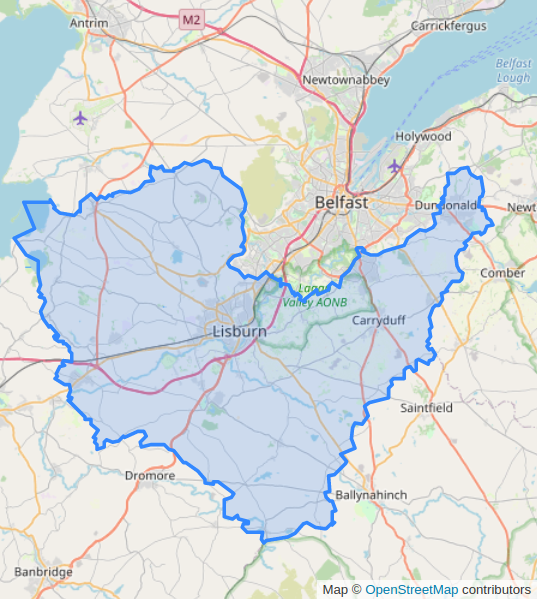 Antrim
M2
Carrickfergus
Newtownabbey
Belfast
Lough
Holywood
Belfast
Dundonald
Newt
Comber
Lagan
Valley AONB
Lisburn
Carryduff
Saintfield
Dromore
Ballynahinch
Banbridge
Map © OpenStreetMap contributors